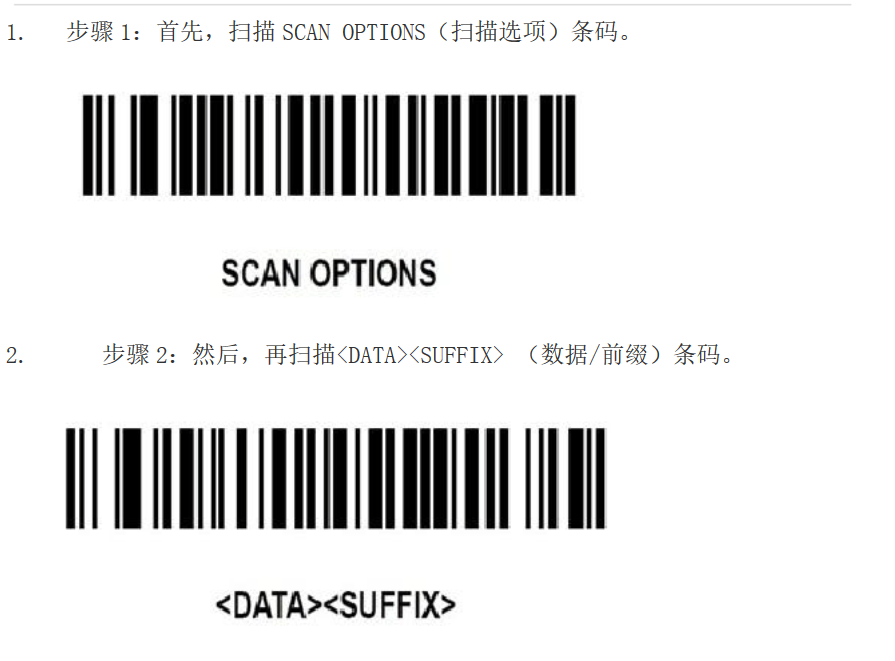 1. 步骤 1：首先，扫描 SCAN OPTIONS（扫描选项）条码。
SCAN OPTIONS
2. 步骤 2：然后，再扫描<DATA><SUFFIX> （数据/前缀）条码。
<DATA><SUFFIX>